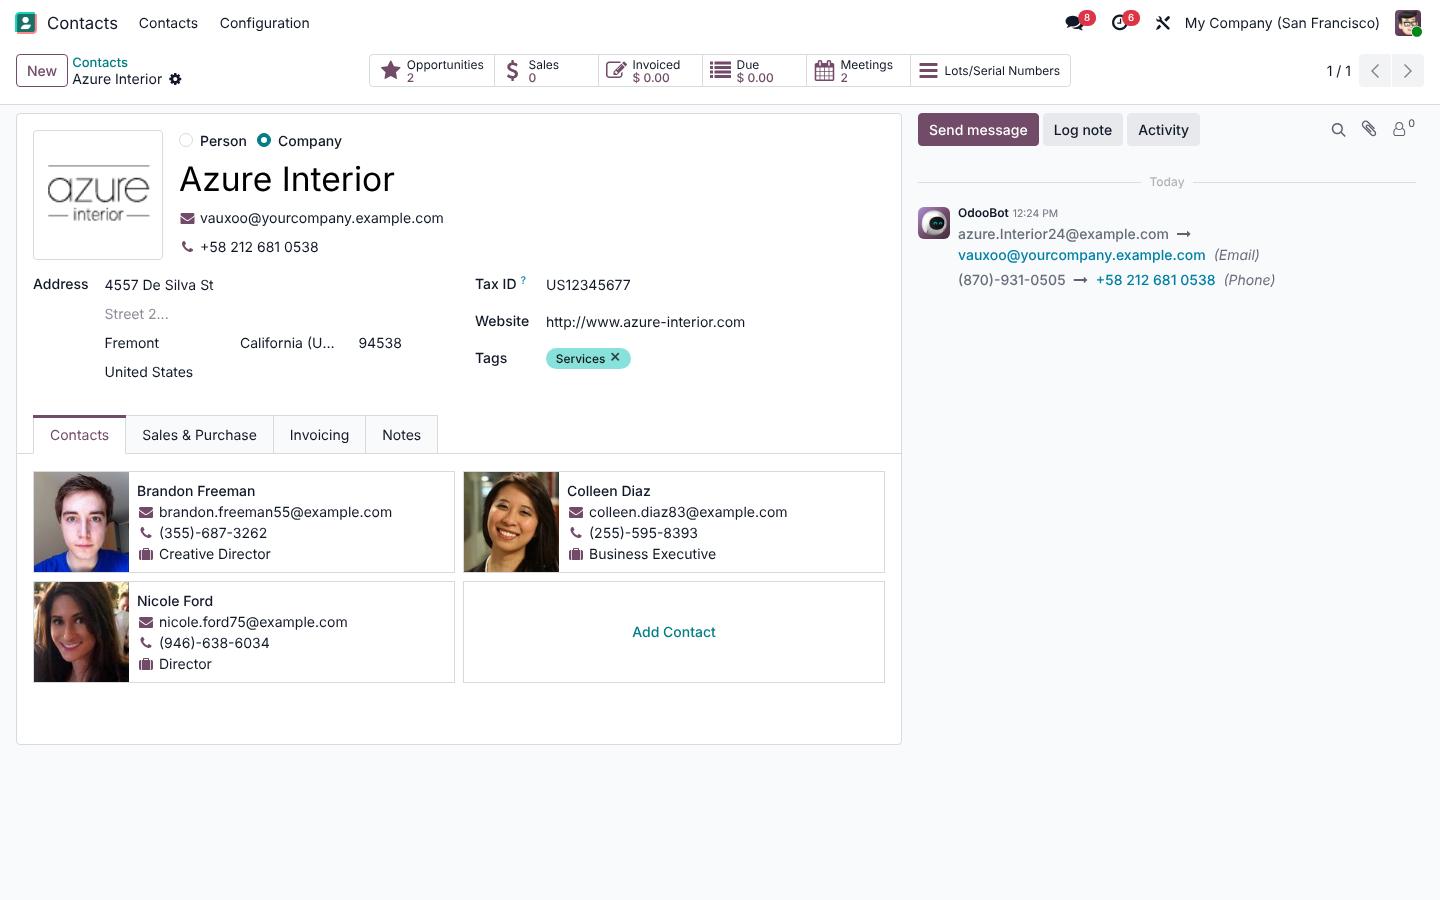 Contacts
Contacts
Configuration
8
6
My Company (San Francisco)
New
Contacts
Azure Interior
Opportunities
2
Sales
0
Invoiced
$ 0.00
Due
$ 0.00
Meetings
2
Lots/Serial Numbers
1 / 1
azure
interior
Person
Company
Azure Interior
vauxoo@yourcompany.example.com
+58 212 681 0538
Address
4557 De Silva St
Street 2...
Fremont California (U... 94538
United States
Tax ID ? US12345677
Website http://www.azure-interior.com
Tags Services ✕
Contacts
Sales & Purchase
Invoicing
Notes
Brandon Freeman
brandon.freeman55@example.com
(355)-687-3262
Creative Director
Colleen Diaz
colleen.diaz83@example.com
(255)-595-8393
Business Executive
Nicole Ford
nicole.ford75@example.com
(946)-638-6034
Director
Add Contact
Send message
Log note
Activity
0
Today
OdooBot 12:24 PM
azure.Interior24@example.com →
vauxoo@yourcompany.example.com (Email)
(870)-931-0505 → +58 212 681 0538 (Phone)